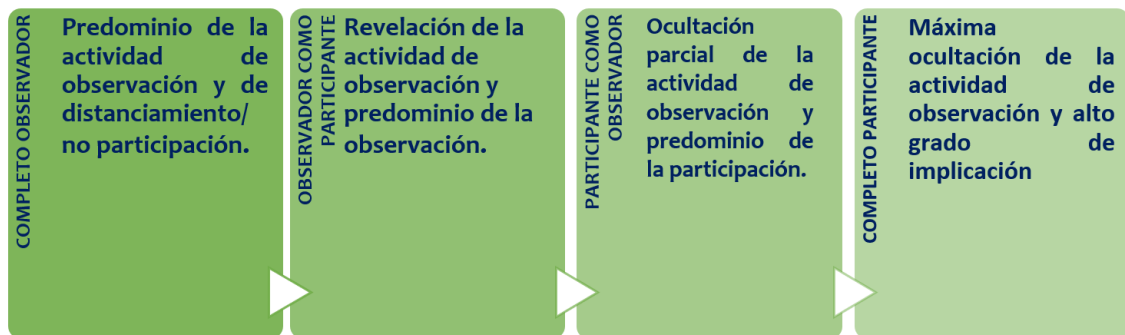 COMPLETO OBSERVADOR
Predominio de la
actividad de
observación y de
distanciamiento/
no participación.
OBSERVADOR COMO
PARTICIPANTE
Revelación de la
actividad de
observación y
predominio de la
observación.
PARTICIPANTE COMO
OBSERVADOR
Ocultación
parcial de la
actividad de
observación y
predominio de
la participación.
COMPLETO PARTICIPANTE
Máxima
ocultación de la
actividad de
observación y alto
grado de
implicación